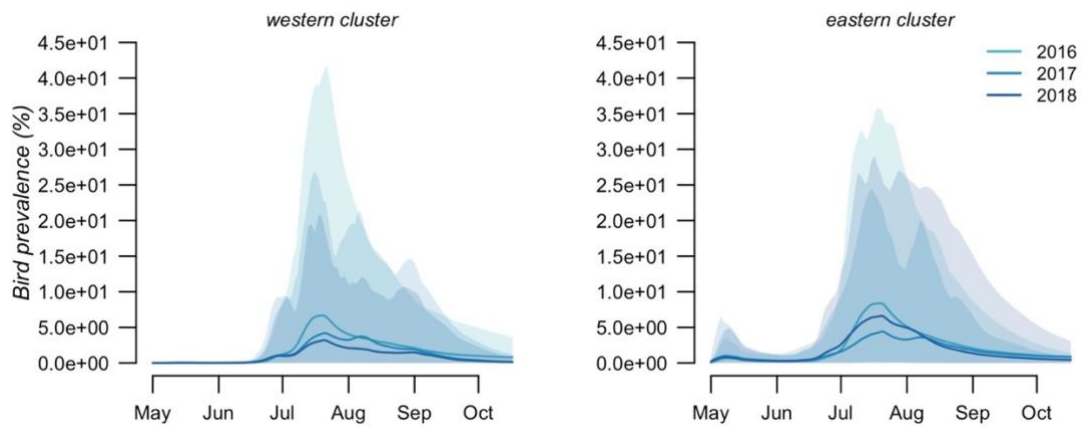 western cluster
Bird prevalence (%)
4.5e+01
4.0e+01
3.5e+01
3.0e+01
2.5e+01
2.0e+01
1.5e+01
1.0e+01
5.0e+00
0.0e+00
May Jun Jul Aug Sep Oct
eastern cluster
4.5e+01
4.0e+01
3.5e+01
3.0e+01
2.5e+01
2.0e+01
1.5e+01
1.0e+01
5.0e+00
0.0e+00
May Jun Jul Aug Sep Oct
2016
2017
2018